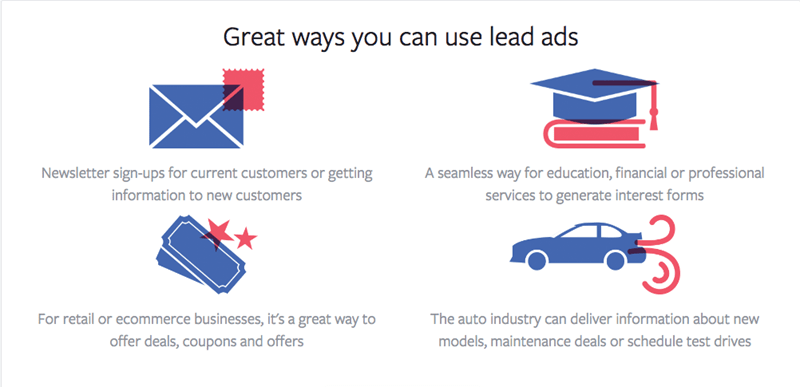 Great ways you can use lead ads
Newsletter sign-ups for current customers or getting
information to new customers
A seamless way for education, financial or professional
services to generate interest forms
For retail or ecommerce businesses, it's a great way to
offer deals, coupons and offers
The auto industry can deliver information about new
models, maintenance deals or schedule test drives